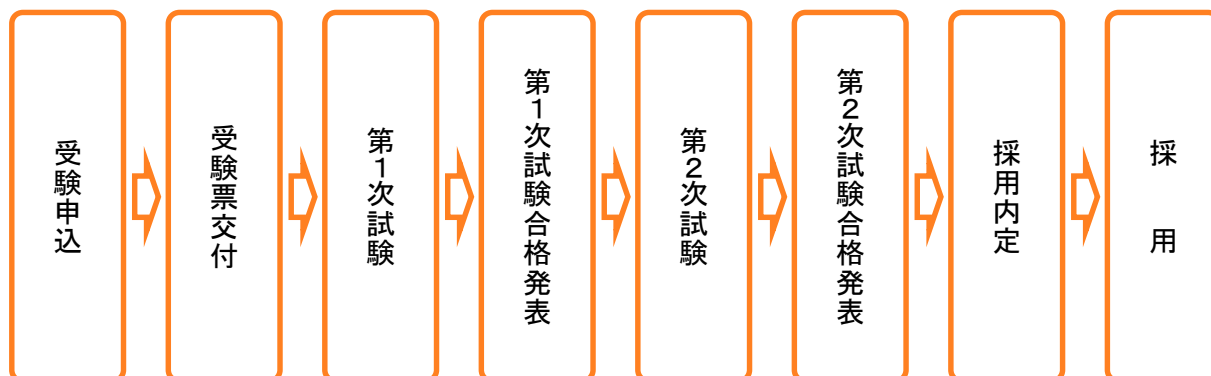 受験申込
受験票交付
第1次試験
第1次試験合格発表
第2次試験
第2次試験合格発表
採用内定
採用